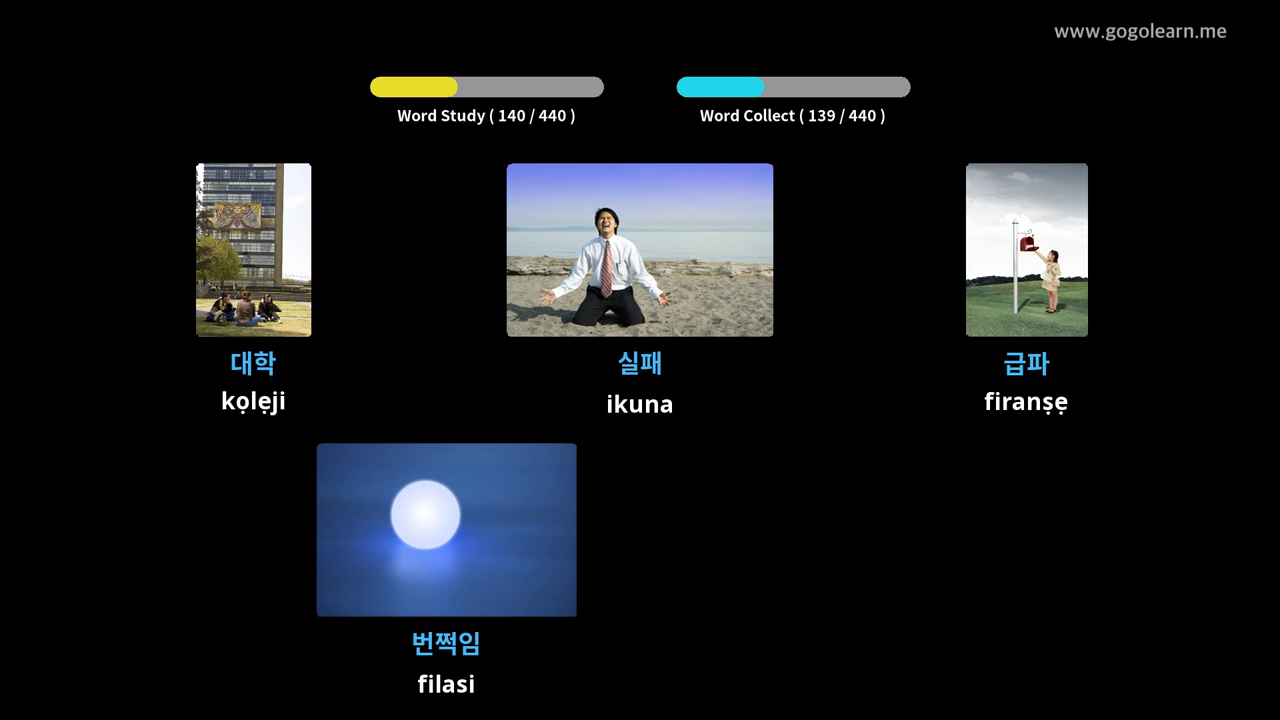 www.gogolearn.me
Word Study ( 140 / 440 )
Word Collect ( 139 / 440 )
대학
kọlẹji
실패
ikuna
급파
firanṣẹ
번쩍임
filasi